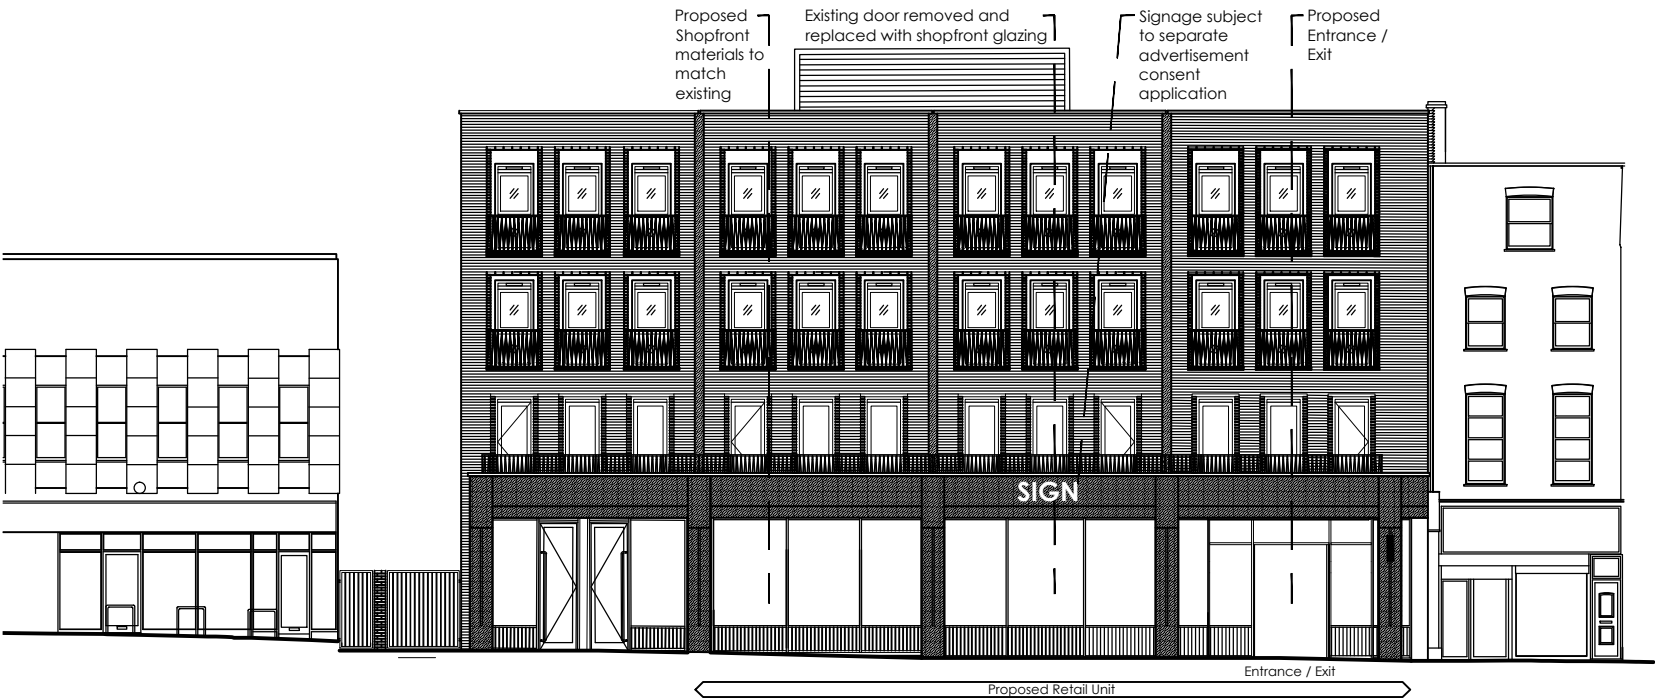 Proposed
Shopfront
materials to
match
existing
Existing door removed and
replaced with shopfront glazing
Signage subject
to separate
advertisement
consent
application
Proposed
Entrance /
Exit
SIGN
Entrance / Exit
Proposed Retail Unit